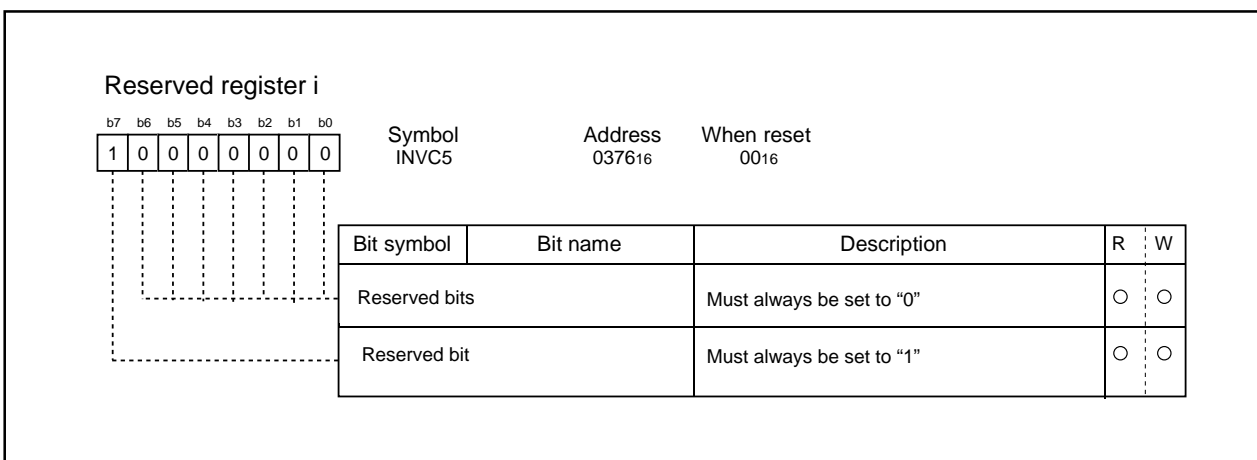 Reserved register i
b7 b6 b5 b4 b3 b2 b1 b0
1 0 0 0 0 0 0 0
Symbol Address When reset
INVC5 037616 0016
Bit symbol Bit name Description R W
Reserved bits Must always be set to “0” ○ ○
Reserved bit Must always be set to “1” ○ ○